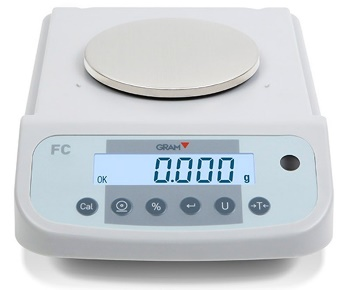 FC GRAM
OK 0.000 g
Cal % U →T←